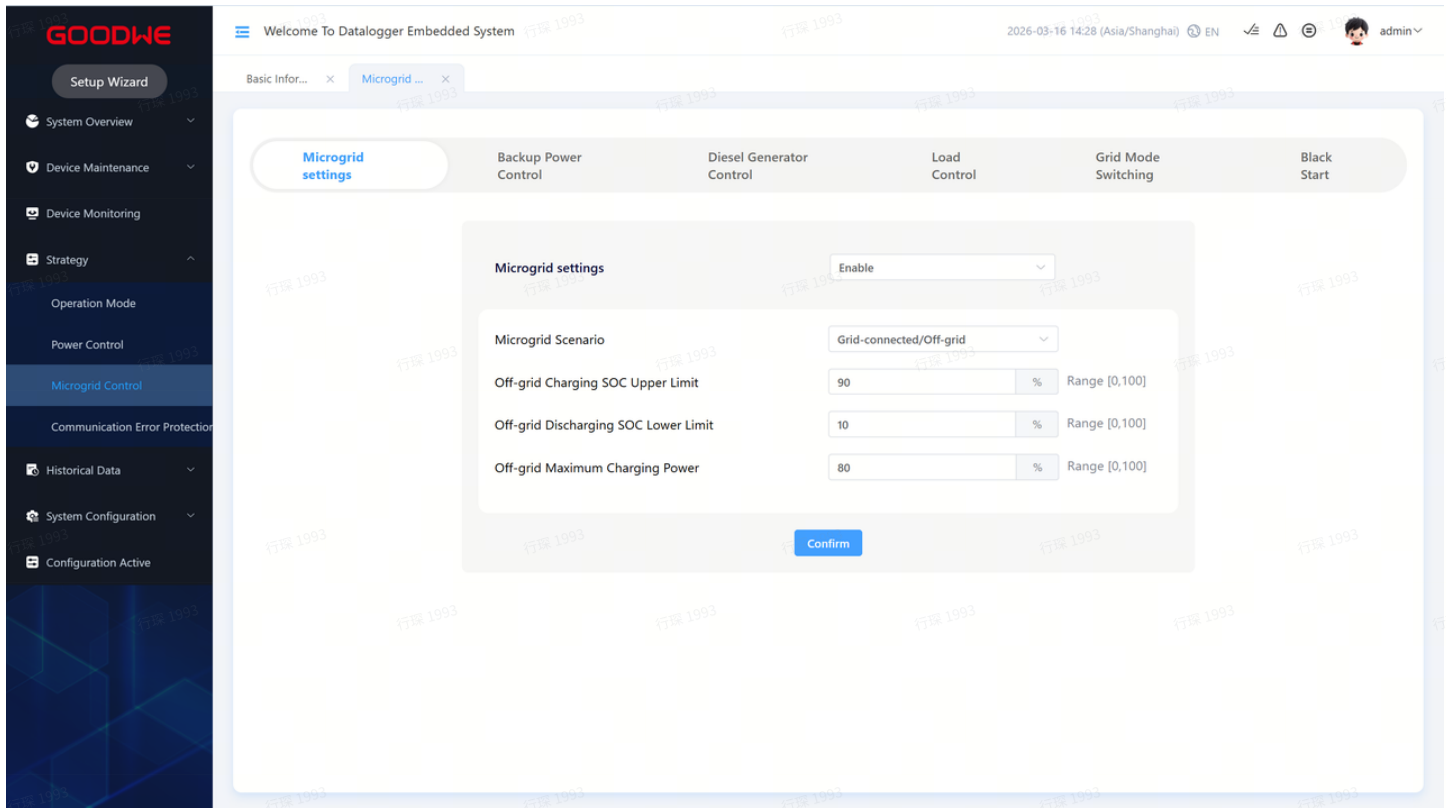 GOODWE
Welcome To Datalogger Embedded System
2026-03-16 14:28 (Asia/Shanghai) EN
admin
Setup Wizard
Basic Infor...
Microgrid ...
System Overview
Device Maintenance
Device Monitoring
Strategy
Operation Mode
Power Control
Microgrid Control
Communication Error Protection
Historical Data
System Configuration
Configuration Active
Microgrid settings
Backup Power Control
Diesel Generator Control
Load Control
Grid Mode Switching
Black Start
Microgrid settings
Enable
Microgrid Scenario
Grid-connected/Off-grid
Off-grid Charging SOC Upper Limit
90 % Range [0,100]
Off-grid Discharging SOC Lower Limit
10 % Range [0,100]
Off-grid Maximum Charging Power
80 % Range [0,100]
Confirm
行琛 1993